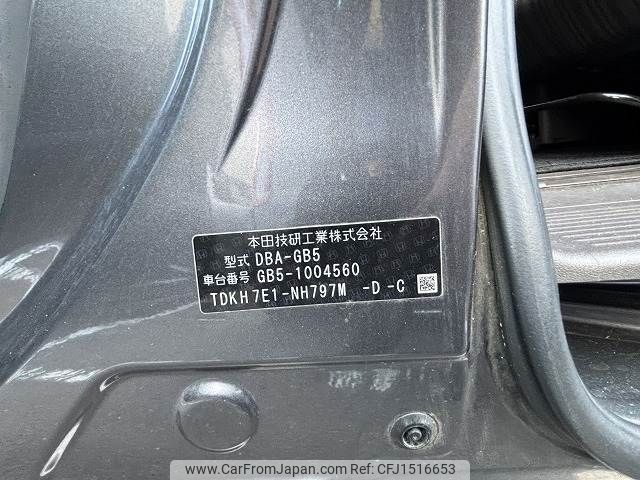 本田技研工業株式会社
型式 DBA-GB5
車台番号 GB5-1004560
TDKH7E1-NH797M -D -C
www.CarFromJapan.com - CFJ1516653